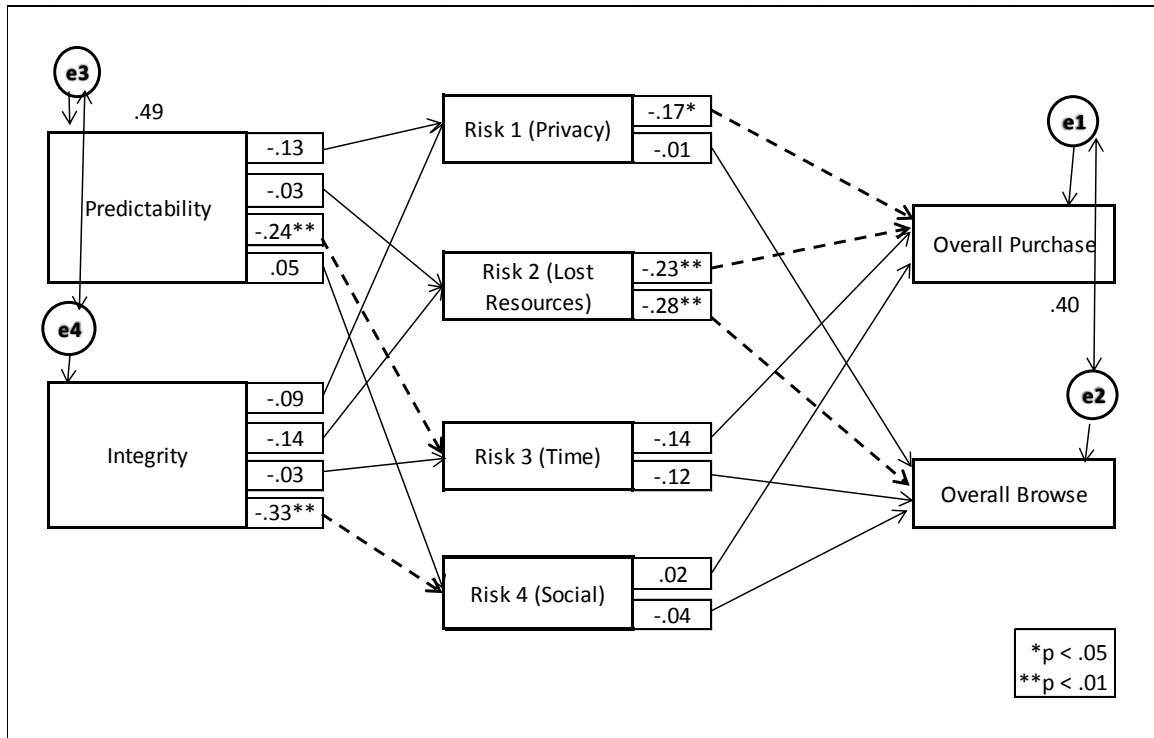 e3
.49
-.13
-.03
Predictability
-.24**
.05
e4
-.09
-.14
Integrity
-.03
-.33**
Risk 1 (Privacy)
-.17*
-.01
Risk 2 (Lost
Resources)
-.23**
-.28**
Risk 3 (Time)
-.14
-.12
Risk 4 (Social)
.02
-.04
e1
Overall Purchase
.40
e2
Overall Browse
*p < .05
**p < .01